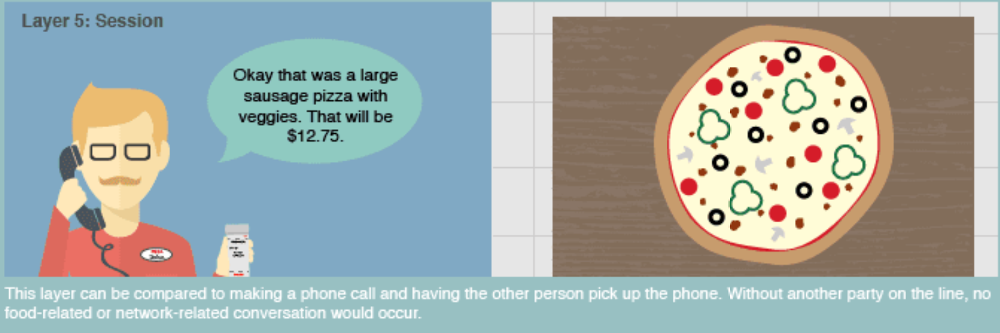 Layer 5: Session
Okay that was a large
sausage pizza with
veggies. That will be
$12.75.
This layer can be compared to making a phone call and having the other person pick up the phone. Without another party on the line, no
food-related or network-related conversation would occur.